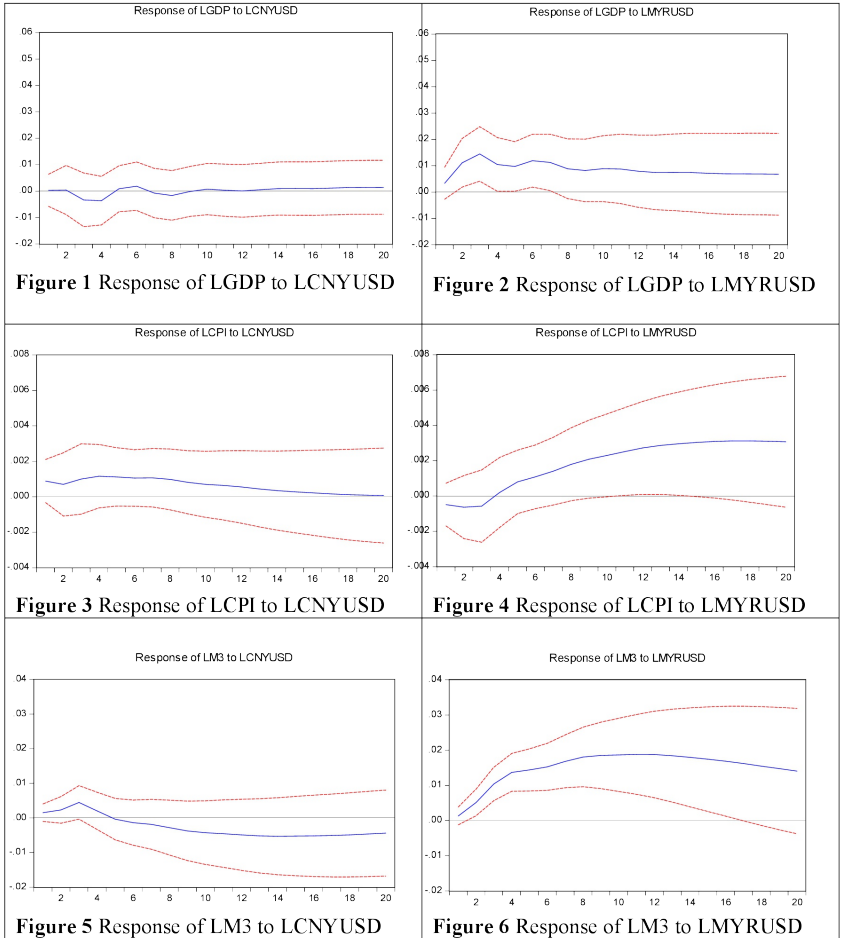 Response of LGDP to LCNYUSD
.06
.05
.04
.03
.02
.01
.00
-.01
-.02
2 4 6 8 10 12 14 16 18 20
Figure 1 Response of LGDP to LCNYUSD
Response of LGDP to LMYRUSD
.06
.05
.04
.03
.02
.01
.00
-.01
-.02
2 4 6 8 10 12 14 16 18 20
Figure 2 Response of LGDP to LMYRUSD
Response of LCPI to LCNYUSD
.008
.006
.004
.002
.000
-.002
-.004
2 4 6 8 10 12 14 16 18 20
Figure 3 Response of LCPI to LCNYUSD
Response of LCPI to LMYRUSD
.008
.006
.004
.002
.000
-.002
-.004
2 4 6 8 10 12 14 16 18 20
Figure 4 Response of LCPI to LMYRUSD
Response of LM3 to LCNYUSD
.04
.03
.02
.01
.00
-.01
-.02
2 4 6 8 10 12 14 16 18 20
Figure 5 Response of LM3 to LCNYUSD
Response of LM3 to LMYRUSD
.04
.03
.02
.01
.00
-.01
-.02
2 4 6 8 10 12 14 16 18 20
Figure 6 Response of LM3 to LMYRUSD